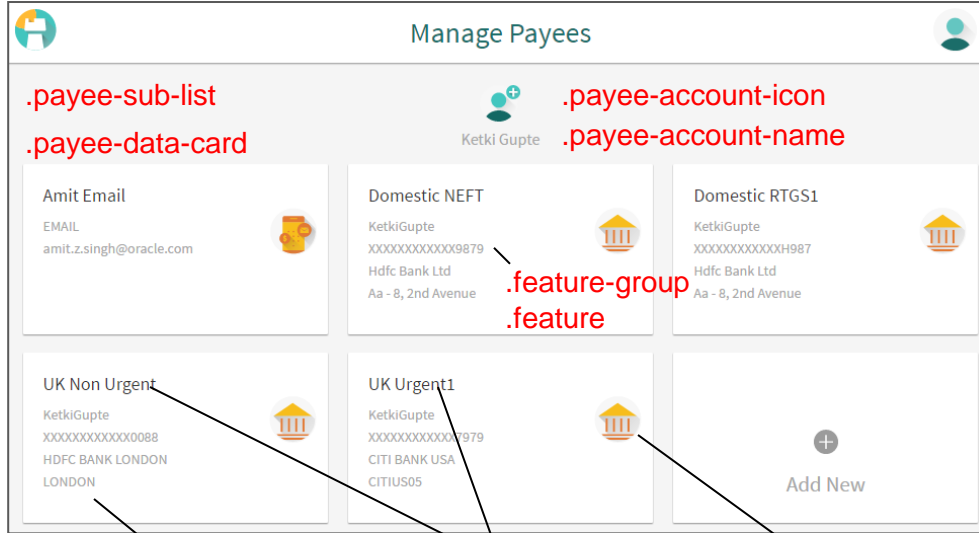 Manage Payees
.payee-sub-list
.payee-account-icon
.payee-data-card
Ketki Gupte
.payee-account-name
Amit Email
EMAIL
amit.z.singh@oracle.com
Domestic NEFT
KetkiGupte
XXXXXXXXXXXX9879
Hdfc Bank Ltd
Aa - 8, 2nd Avenue
.feature-group
.feature
Domestic RTGS1
KetkiGupte
XXXXXXXXXXXXH987
Hdfc Bank Ltd
Aa - 8, 2nd Avenue
UK Non Urgent
KetkiGupte
XXXXXXXXXXXX0088
HDFC BANK LONDON
LONDON
UK Urgent1
KetkiGupte
XXXXXXXXXXXX7979
CITI BANK USA
CITIUS05
Add New